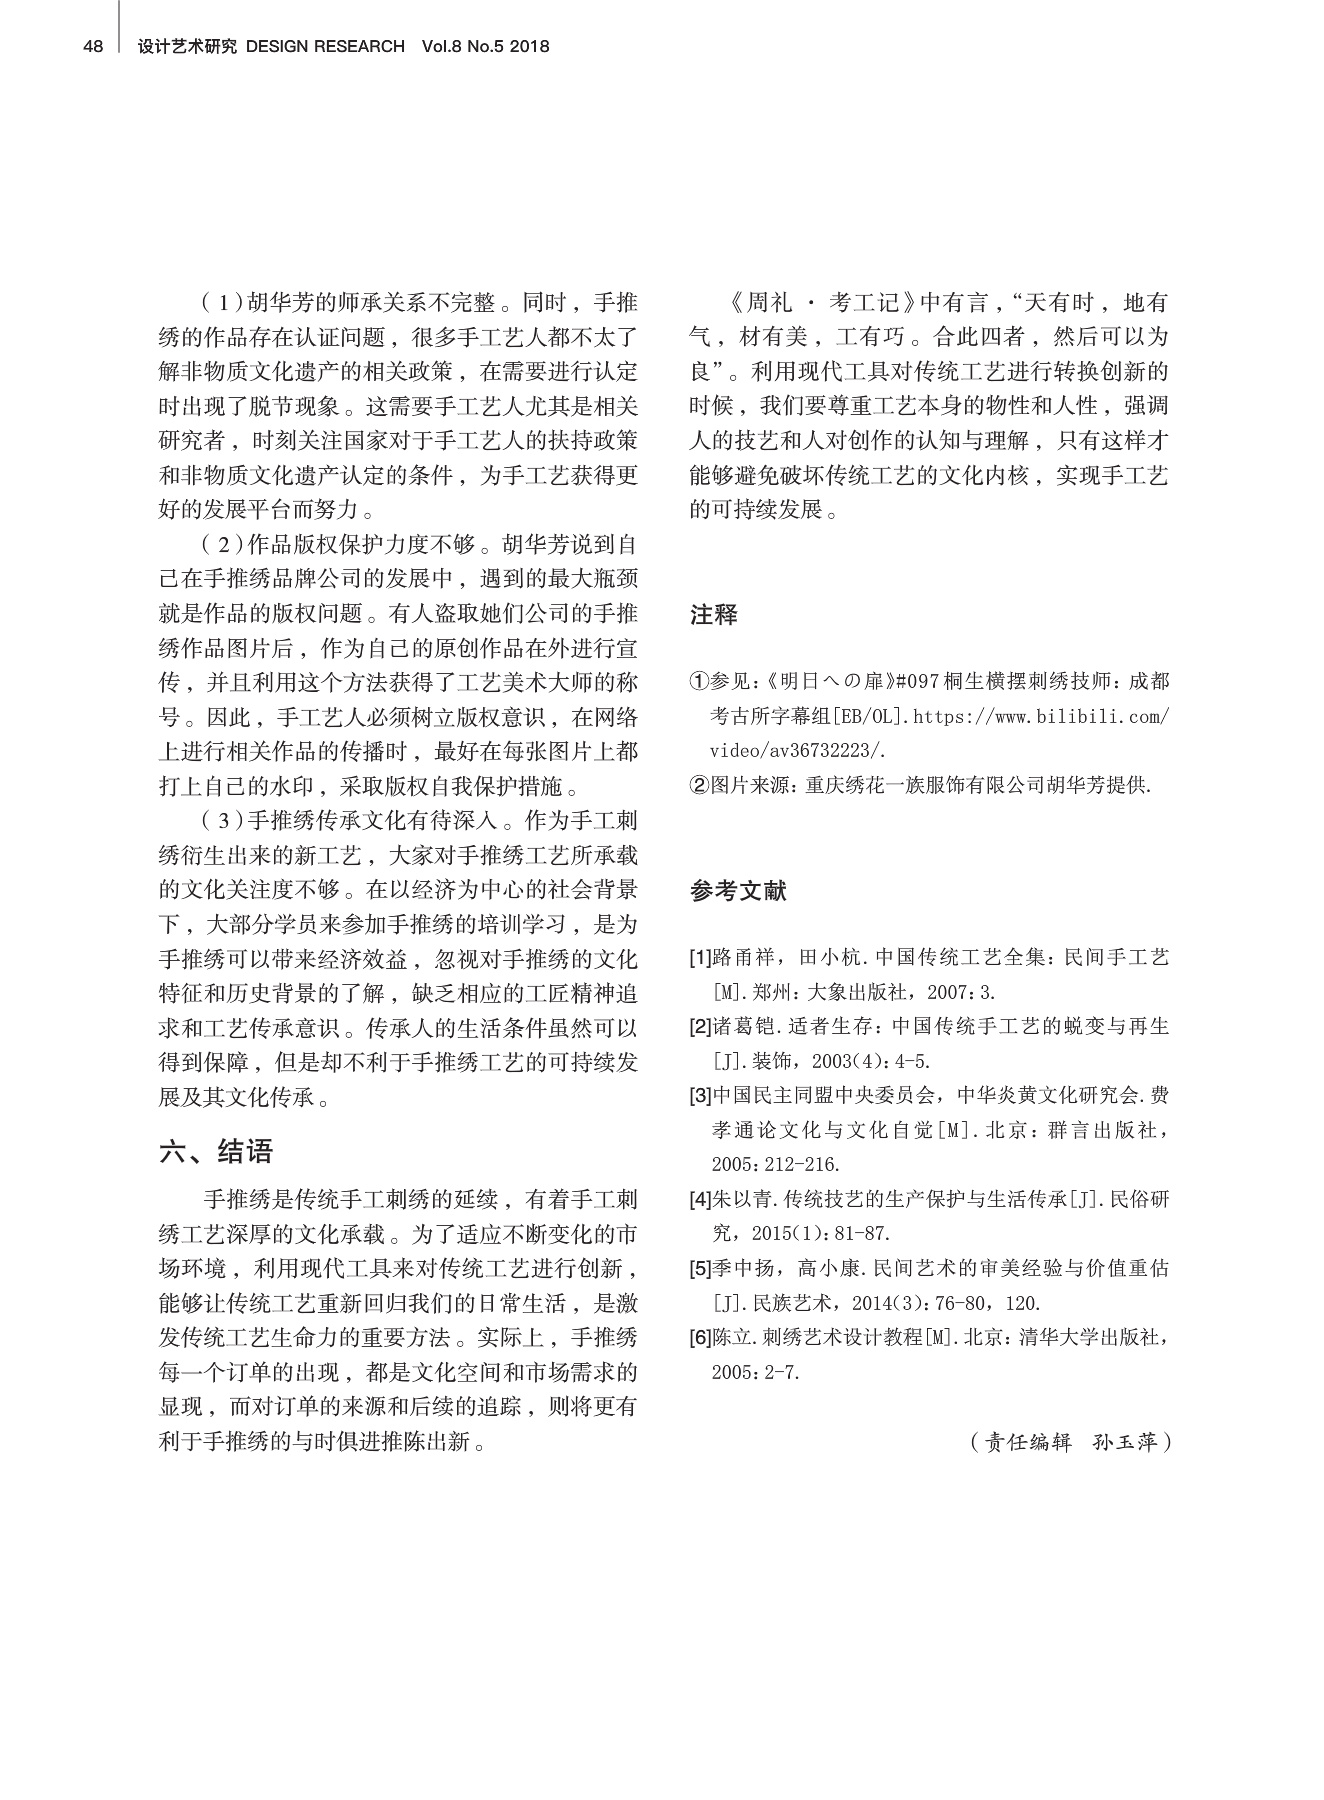 48 设计艺术研究 DESIGN RESEARCH Vol.8 No.5 2018
（1）胡华芳的师承关系不完整。同时，手推
绣的作品存在认证问题，很多手工艺人都不太了
解非物质文化遗产的相关政策，在需要进行认定
时出现了脱节现象。这需要手工艺人尤其是相关
研究者，时刻关注国家对于手工艺人的扶持政策
和非物质文化遗产认定的条件，为手工艺获得更
好的发展平台而努力。
（2）作品版权保护力度不够。胡华芳说到自
己在手推绣品牌公司的发展中，遇到的最大瓶颈
就是作品的版权问题。有人盗取她们公司的手推
绣作品图片后，作为自己的原创作品在外进行宣
传，并且利用这个方法获得了工艺美术大师的称
号。因此，手工艺人必须树立版权意识，在网络
上进行相关作品的传播时，最好在每张图片上都
打上自己的水印，采取版权自我保护措施。
（3）手推绣传承文化有待深入。作为手工刺
绣衍生出来的新工艺，大家对手推绣工艺所承载
的文化关注度不够。在以经济为中心的社会背景
下，大部分学员来参加手推绣的培训学习，是为
手推绣可以带来经济效益，忽视对手推绣的文化
特征和历史背景的了解，缺乏相应的工匠精神追
求和工艺传承意识。传承人的生活条件虽然可以
得到保障，但是却不利于手推绣工艺的可持续发
展及其文化传承。
六、结语
手推绣是传统手工刺绣的延续，有着手工刺
绣工艺深厚的文化承载。为了适应不断变化的市
场环境，利用现代工具来对传统工艺进行创新，
能够让传统工艺重新回归我们的日常生活，是激
发传统工艺生命力的重要方法。实际上，手推绣
每一个订单的出现，都是文化空间和市场需求的
显现，而对订单的来源和后续的追踪，则将更有
利于手推绣的与时俱进推陈出新。
《周礼·考工记》中有言，“天有时，地有
气，材有美，工有巧。合此四者，然后可以为
良”。利用现代工具对传统工艺进行转换创新的
时候，我们要尊重工艺本身的物性和人性，强调
人的技艺和人对创作的认知与理解，只有这样才
能够避免破坏传统工艺的文化内核，实现手工艺
的可持续发展。
注释
①参见：《明日への扉》#097桐生横摆刺绣技师：成都
考古所字幕组[EB/OL].https://www.bilibili.com/
video/av36732223/.
②图片来源：重庆绣花一族服饰有限公司胡华芳提供.
参考文献
[1]路甬祥，田小杭.中国传统工艺全集：民间手工艺
[M].郑州：大象出版社，2007：3.
[2]诸葛铠.适者生存：中国传统手工艺的蜕变与再生
[J].装饰，2003(4)：4-5.
[3]中国民主同盟中央委员会，中华炎黄文化研究会.费
孝通论文化与文化自觉[M].北京：群言出版社，
2005：212-216.
[4]朱以青.传统技艺的生产保护与生活传承[J].民俗研
究，2015(1)：81-87.
[5]季中扬，高小康.民间艺术的审美经验与价值重估
[J].民族艺术，2014(3)：76-80，120.
[6]陈立.刺绣艺术设计教程[M].北京：清华大学出版社，
2005：2-7.
（责任编辑 孙玉萍）